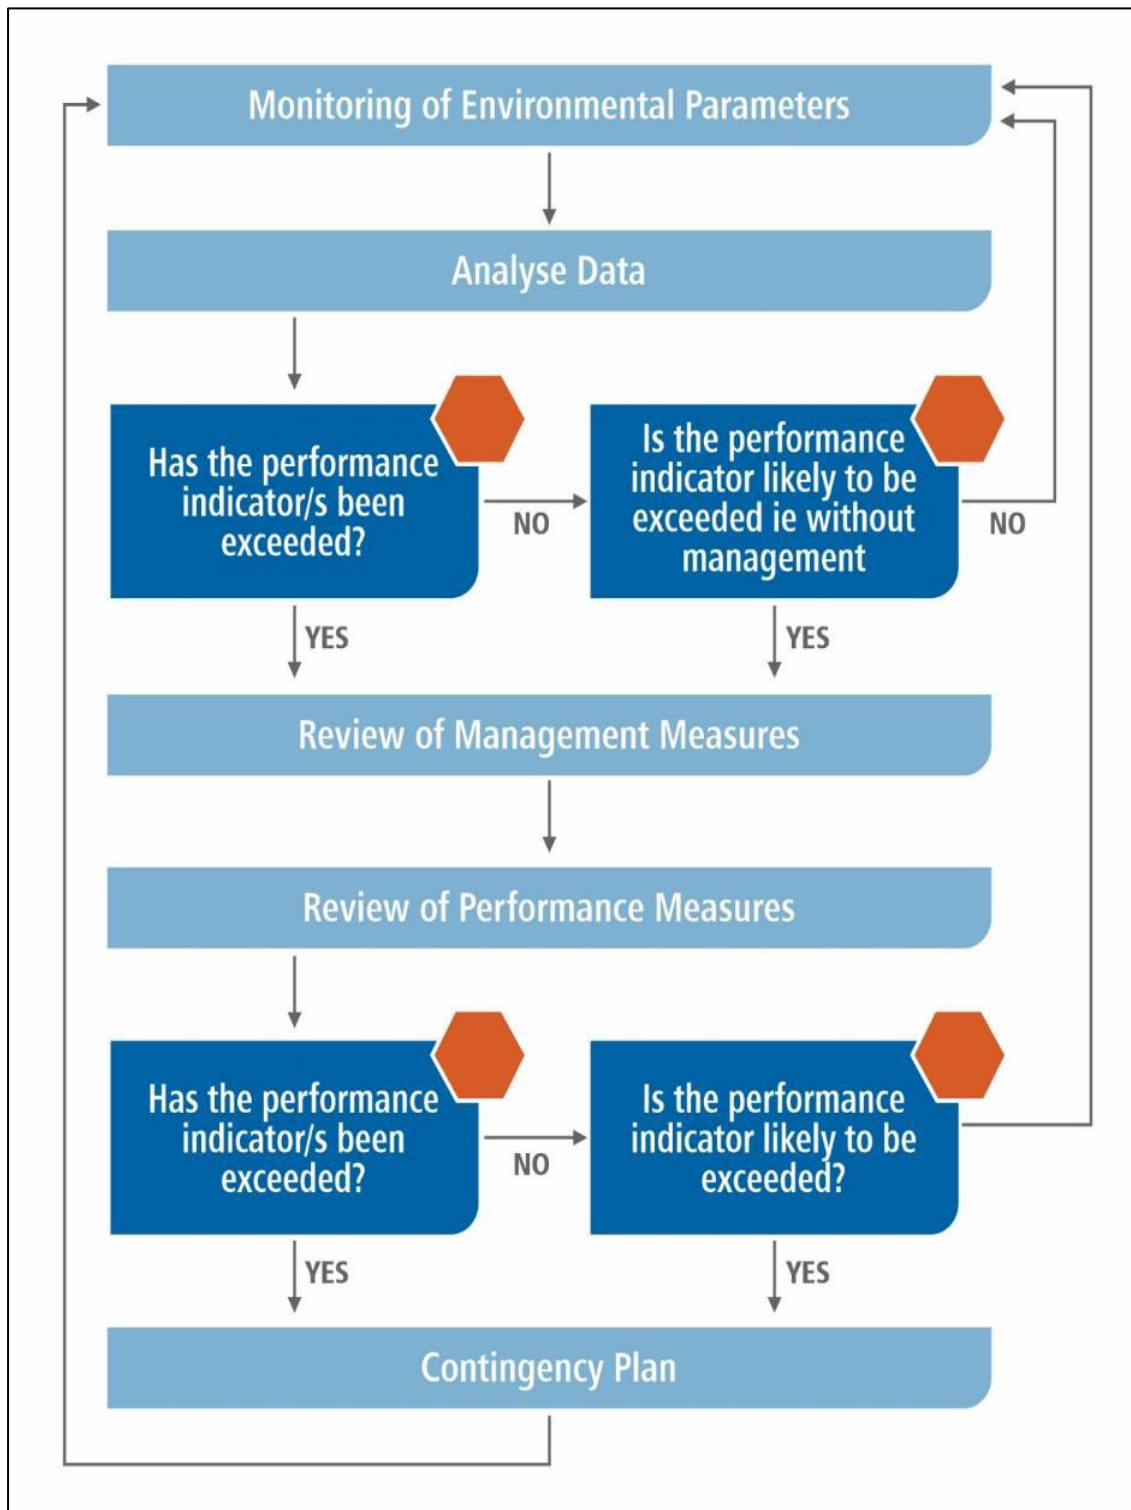 Monitoring of Environmental Parameters
Analyse Data
Has the performance
indicator/s been
exceeded?
NO
Is the performance
indicator likely to be
exceeded ie without
management
NO
YES
YES
Review of Management Measures
Review of Performance Measures
Has the performance
indicator/s been
exceeded?
NO
Is the performance
indicator likely to be
exceeded?
YES
YES
Contingency Plan